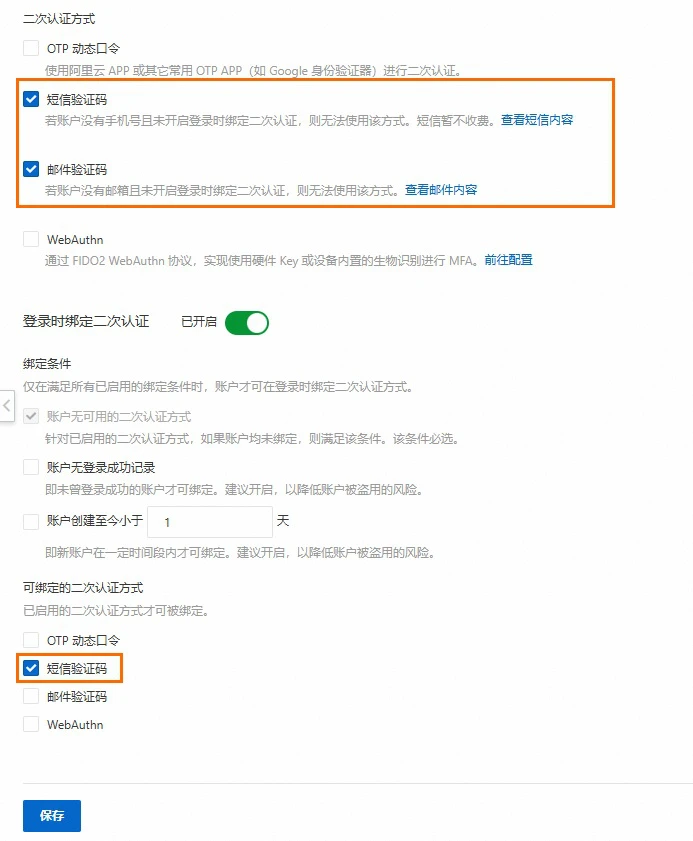 二次认证方式
OTP 动态口令
使用阿里云 APP 或其它常用 OTP APP（如 Google 身份验证器）进行二次认证。
短信验证码
若账户没有手机号且未开启登录时绑定二次认证，则无法使用该方式。短信暂不收费。查看短信内容
邮件验证码
若账户没有邮箱且未开启登录时绑定二次认证，则无法使用该方式。查看邮件内容
WebAuthn
通过 FIDO2 WebAuthn 协议，实现使用硬件 Key 或设备内置的生物识别进行 MFA。前往配置
登录时绑定二次认证 已开启
绑定条件
仅在满足所有已启用的绑定条件时，账户才可在登录时绑定二次认证方式。
账户无可用的二次认证方式
针对已启用的二次认证方式，如果账户均未绑定，则满足该条件。该条件必选。
账户无登录成功记录
即未曾登录成功的账户才可绑定。建议开启，以降低账户被盗用的风险。
账户创建至今小于 1 天
即新账户在一定时间段内才可绑定。建议开启，以降低账户被盗用的风险。
可绑定的二次认证方式
已启用的二次认证方式才可被绑定。
OTP 动态口令
短信验证码
邮件验证码
WebAuthn
保存